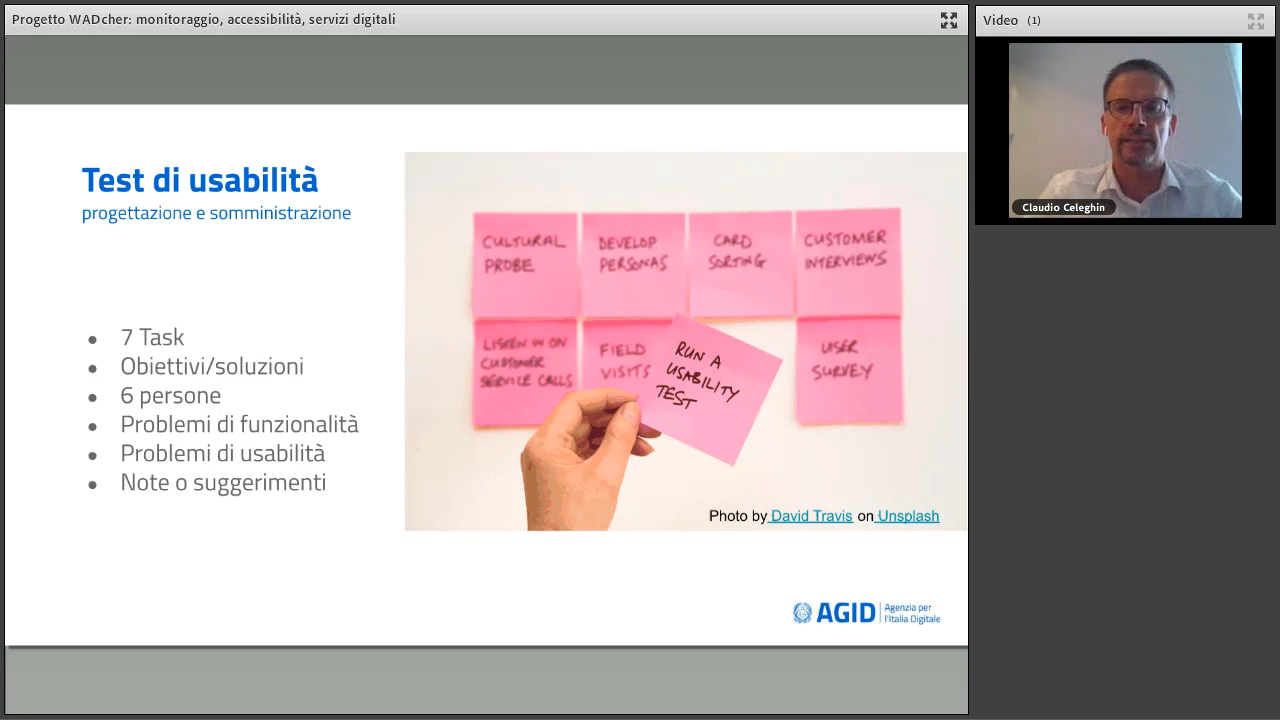 Progetto WADcher: monitoraggio, accessibilità, servizi digitali
Video (1)
Claudio Celeghin
Test di usabilità
progettazione e somministrazione
● 7 Task
● Obiettivi/soluzioni
● 6 persone
● Problemi di funzionalità
● Problemi di usabilità
● Note o suggerimenti
CULTURAL
PROBE
DEVELOP
PERSONAS
CARD
SORTING
CUSTOMER
INTERVIEWS
LISTEN IN ON
CUSTOMER
SERVICE CALLS
FIELD
VISITS
RUN A
USABILITY
TEST
USER
SURVEY
Photo by David Travis on Unsplash
AGID Agenzia per
l'Italia Digitale